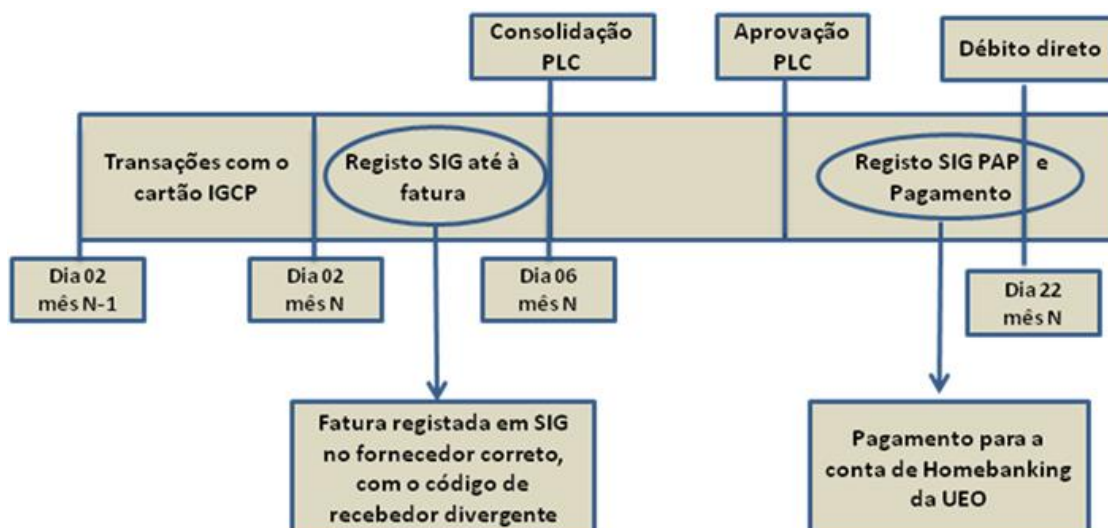 Consolidação
PLC
Aprovação
PLC
Débito direto
Transações com o
cartão IGCP
Registo SIG até à
fatura
Registo SIG PAP e
Pagamento
Dia 02
mês N-1
Dia 02
mês N
Dia 06
mês N
Dia 22
mês N
Fatura registada em SIG
no fornecedor correto,
com o código de
recebedor divergente
Pagamento para a
conta de Homebanking
da UEO